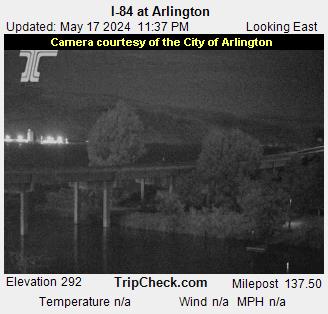 I-84 at Arlington
Updated: May 17 2024 11:37 PM Looking East
Camera courtesy of the City of Arlington
Elevation 292 TripCheck.com Milepost 137.50
Temperature n/a Wind n/a MPH n/a